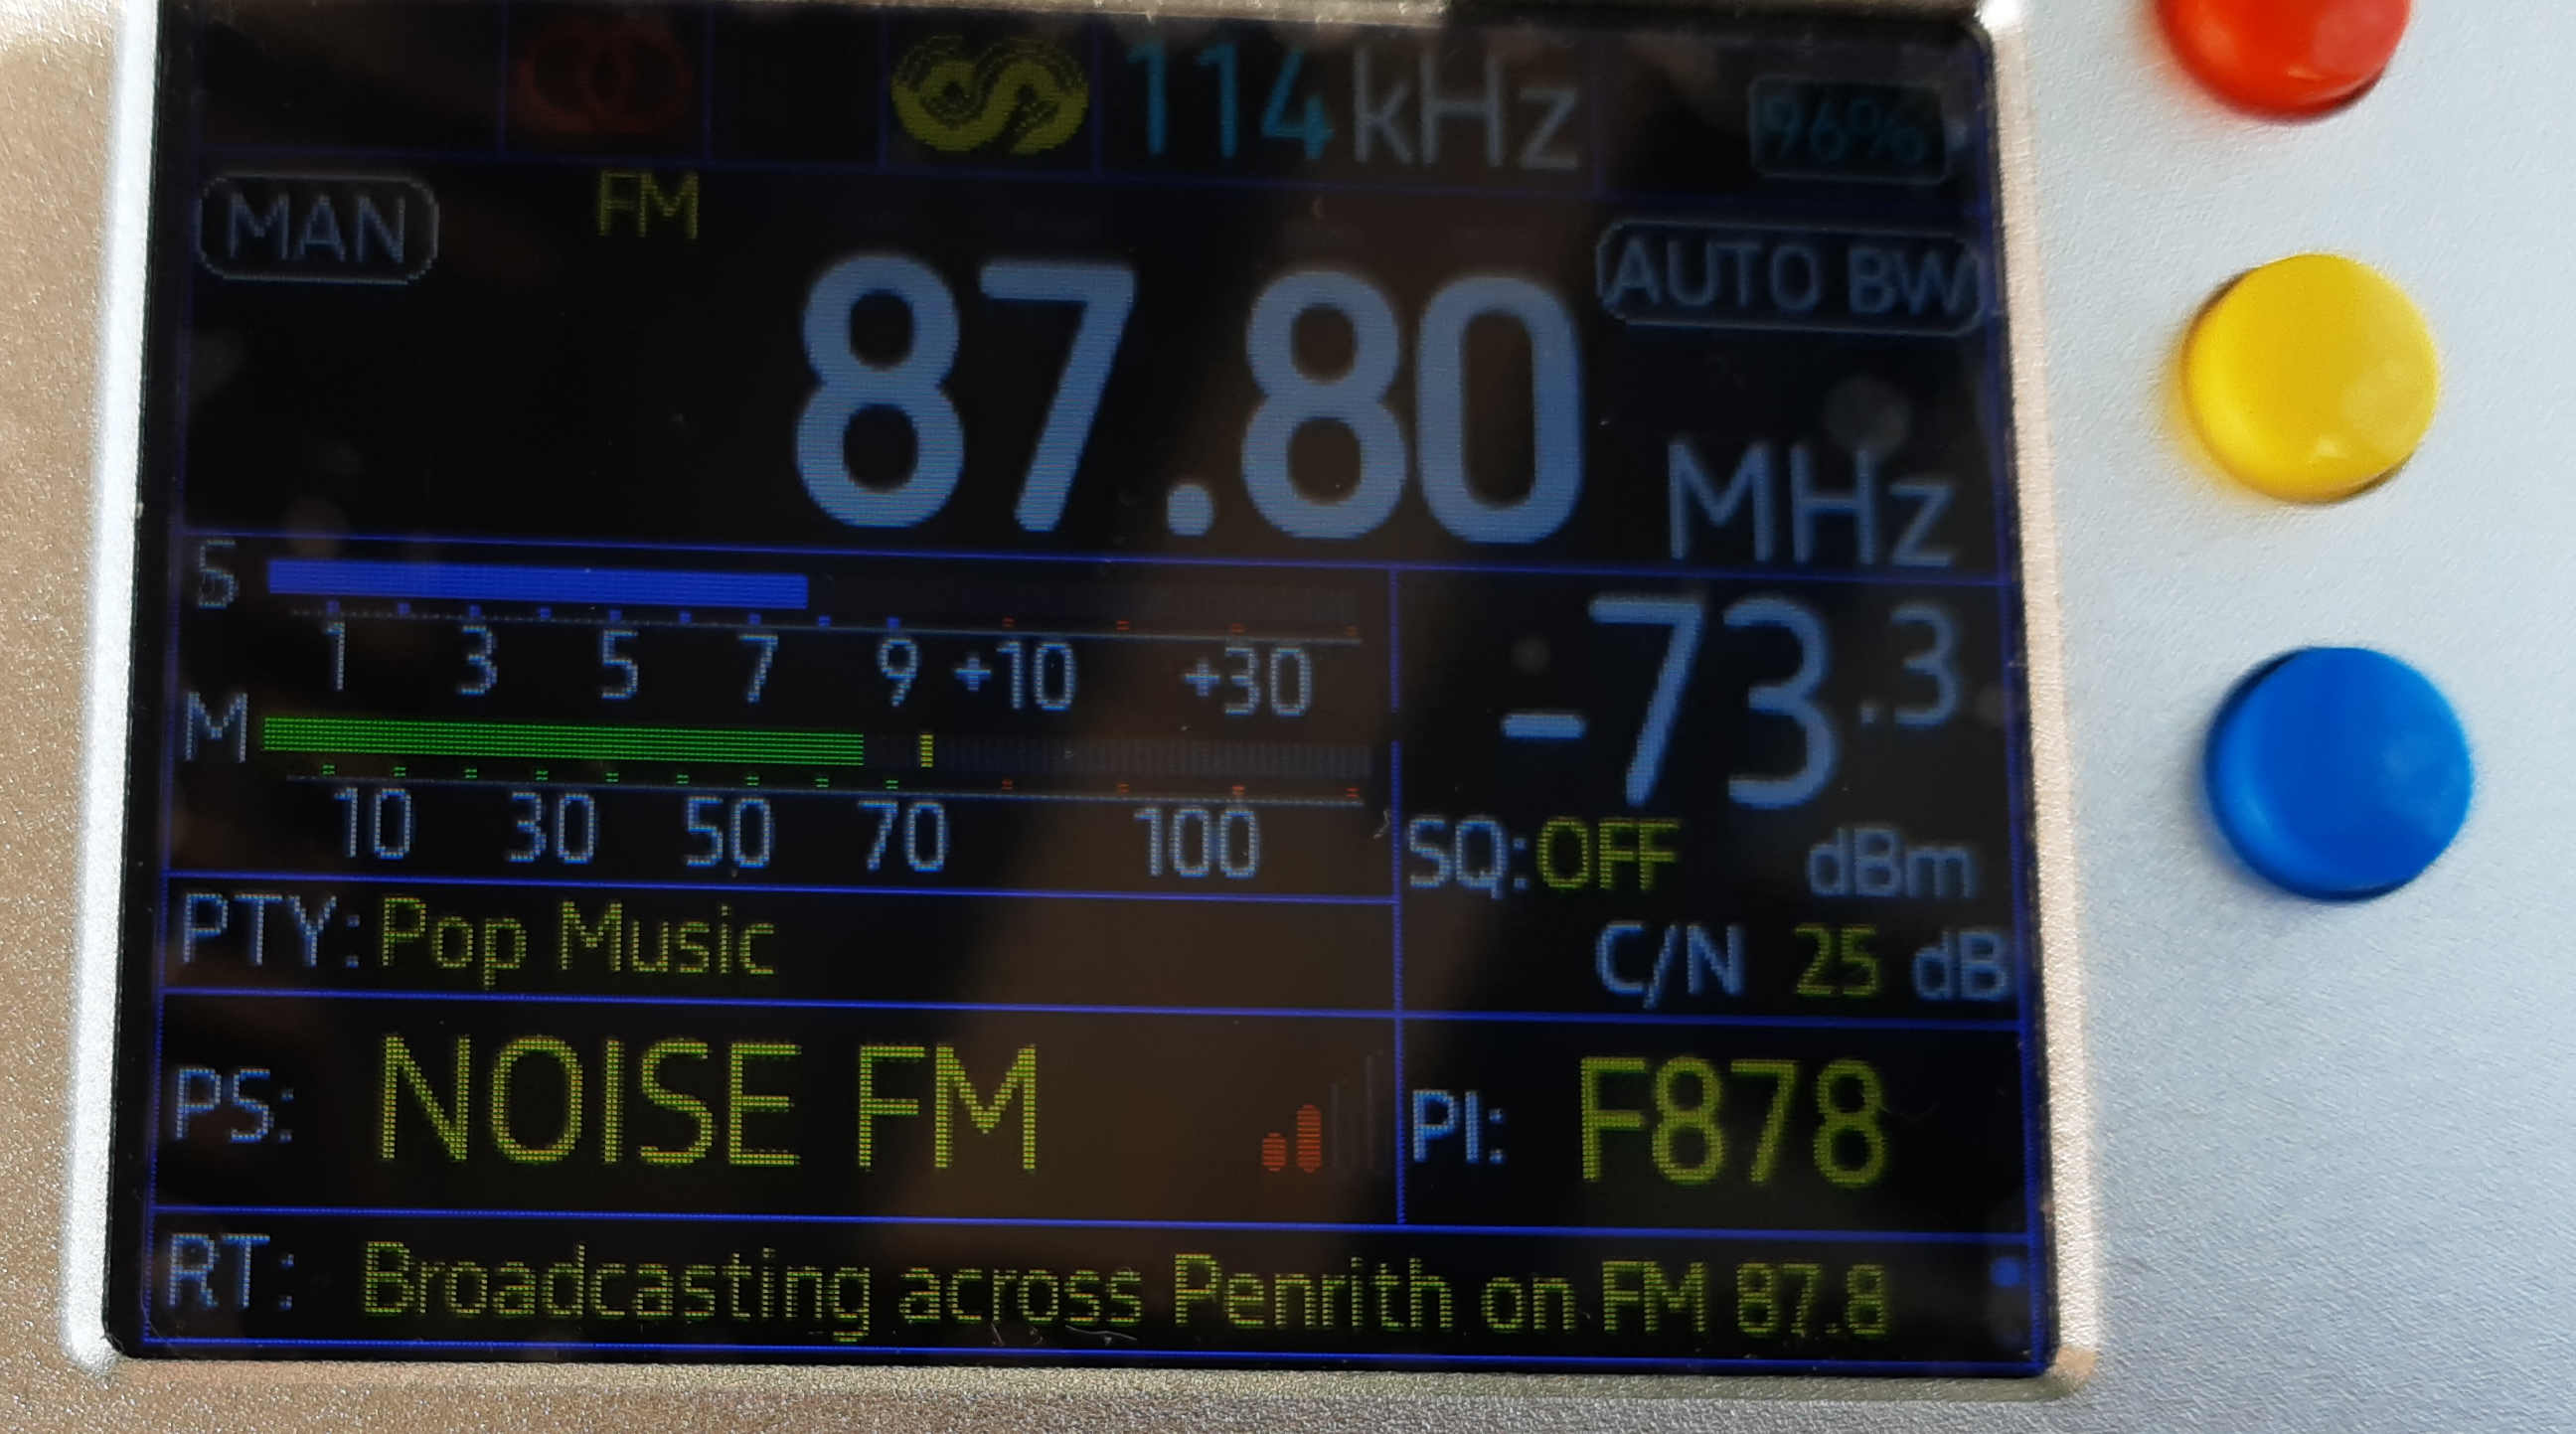 114 kHz 96%
MAN FM
87.80 MHz AUTO BW
S
1 3 5 7 9 +10 +30
-73.3
M
10 30 50 70 100
SQ:OFF dBm
PTY: Pop Music
C/N 25 dB
PS: NOISE FM
PI: F878
RT: Broadcasting across Penrith on FM 87.8